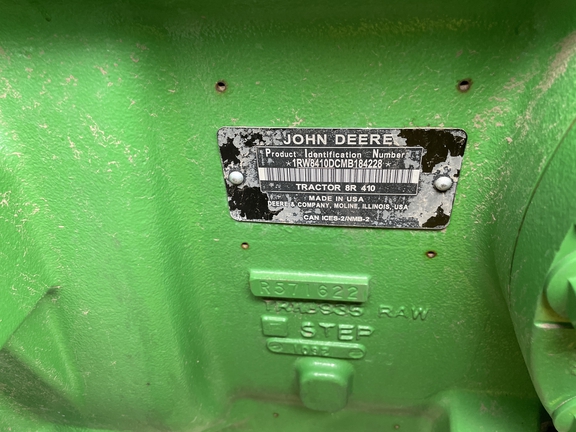 JOHN DEERE
Product Identification Number
*1RW8410DCMB184228*
TRACTOR 8R 410
MADE IN USA
DEERE & COMPANY, MOLINE, ILLINOIS, USA
CAN ICES-2/NMB-2
R571622
RAW
STEP